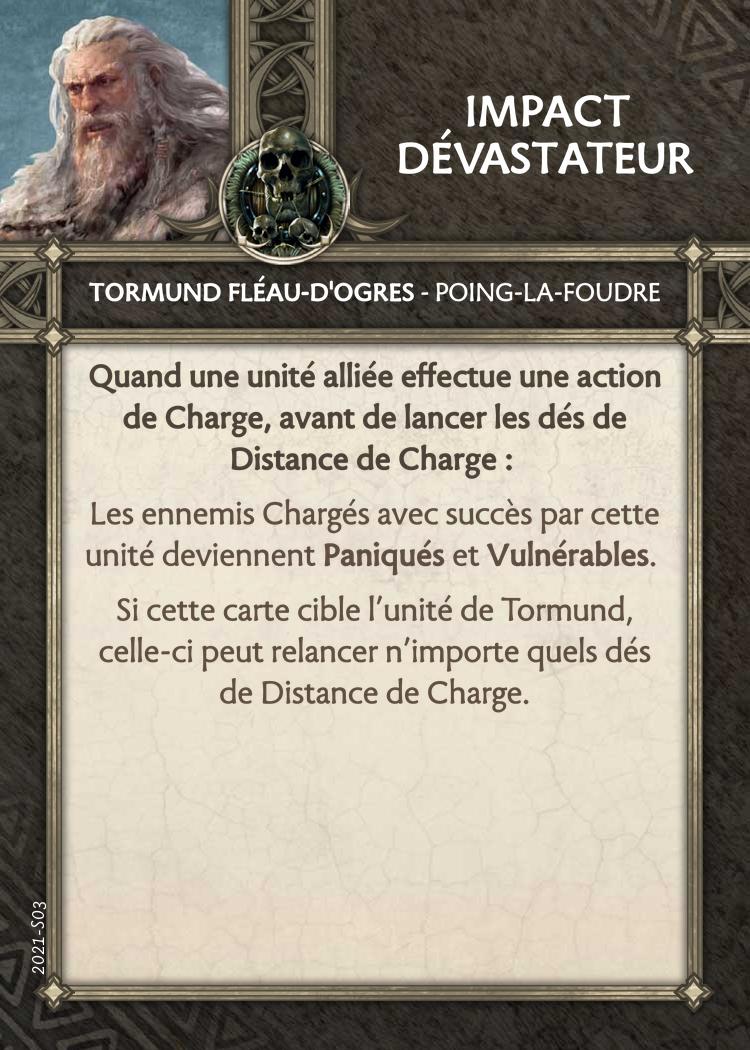 IMPACT
DÉVASTATEUR
TORMUND FLÉAU-D'OGRES - POING-LA-FOUDRE
Quand une unité alliée effectue une action
de Charge, avant de lancer les dés de
Distance de Charge :
Les ennemis Chargés avec succès par cette
unité deviennent Paniqués et Vulnérables.
Si cette carte cible l’unité de Tormund,
celle-ci peut relancer n’importe quels dés
de Distance de Charge.
2021-S03